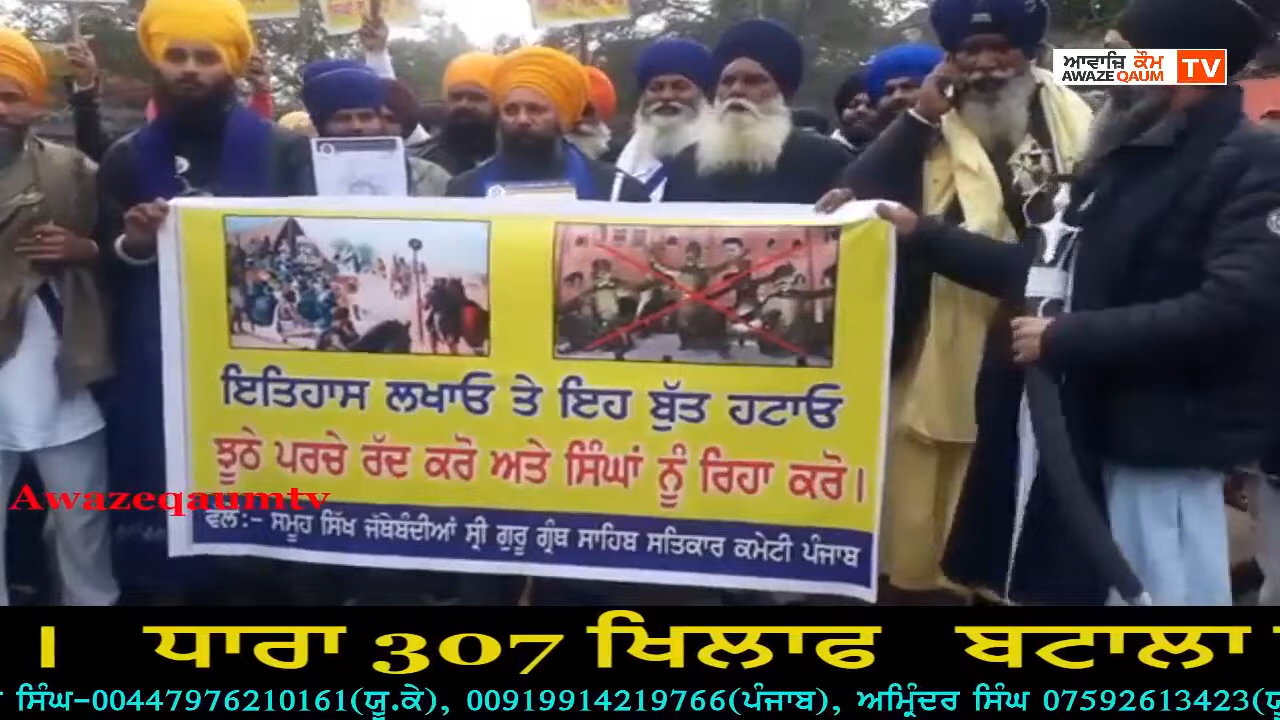 ਆਵਾਜ਼ਿ ਕੌਮ
AWAZE QAUM
TV
ਇਤਿਹਾਸ ਲਖਾਓ ਤੇ ਇਹ ਬੁੱਤ ਹਟਾਓ
ਝੂਠੇ ਪਰਚੇ ਰੱਦ ਕਰੋ ਅਤੇ ਸਿੰਘਾਂ ਨੂੰ ਰਿਹਾ ਕਰੋ।
Awazeqaumtv
ਵਲੋਂ:- ਸਮੂਹ ਸਿੱਖ ਜੱਥੇਬੰਦੀਆਂ ਸ੍ਰੀ ਗੁਰੂ ਗ੍ਰੰਥ ਸਾਹਿਬ ਸਤਿਕਾਰ ਕਮੇਟੀ ਪੰਜਾਬ
। ਧਾਰਾ 307 ਖਿਲਾਫ ਬਟਾਲਾ
ਸਿੰਘ-00447976210161(ਯੂ.ਕੇ), 00919914219766(ਪੰਜਾਬ), ਅਮ੍ਰਿੰਦਰ ਸਿੰਘ 07592613423(ਯੂ